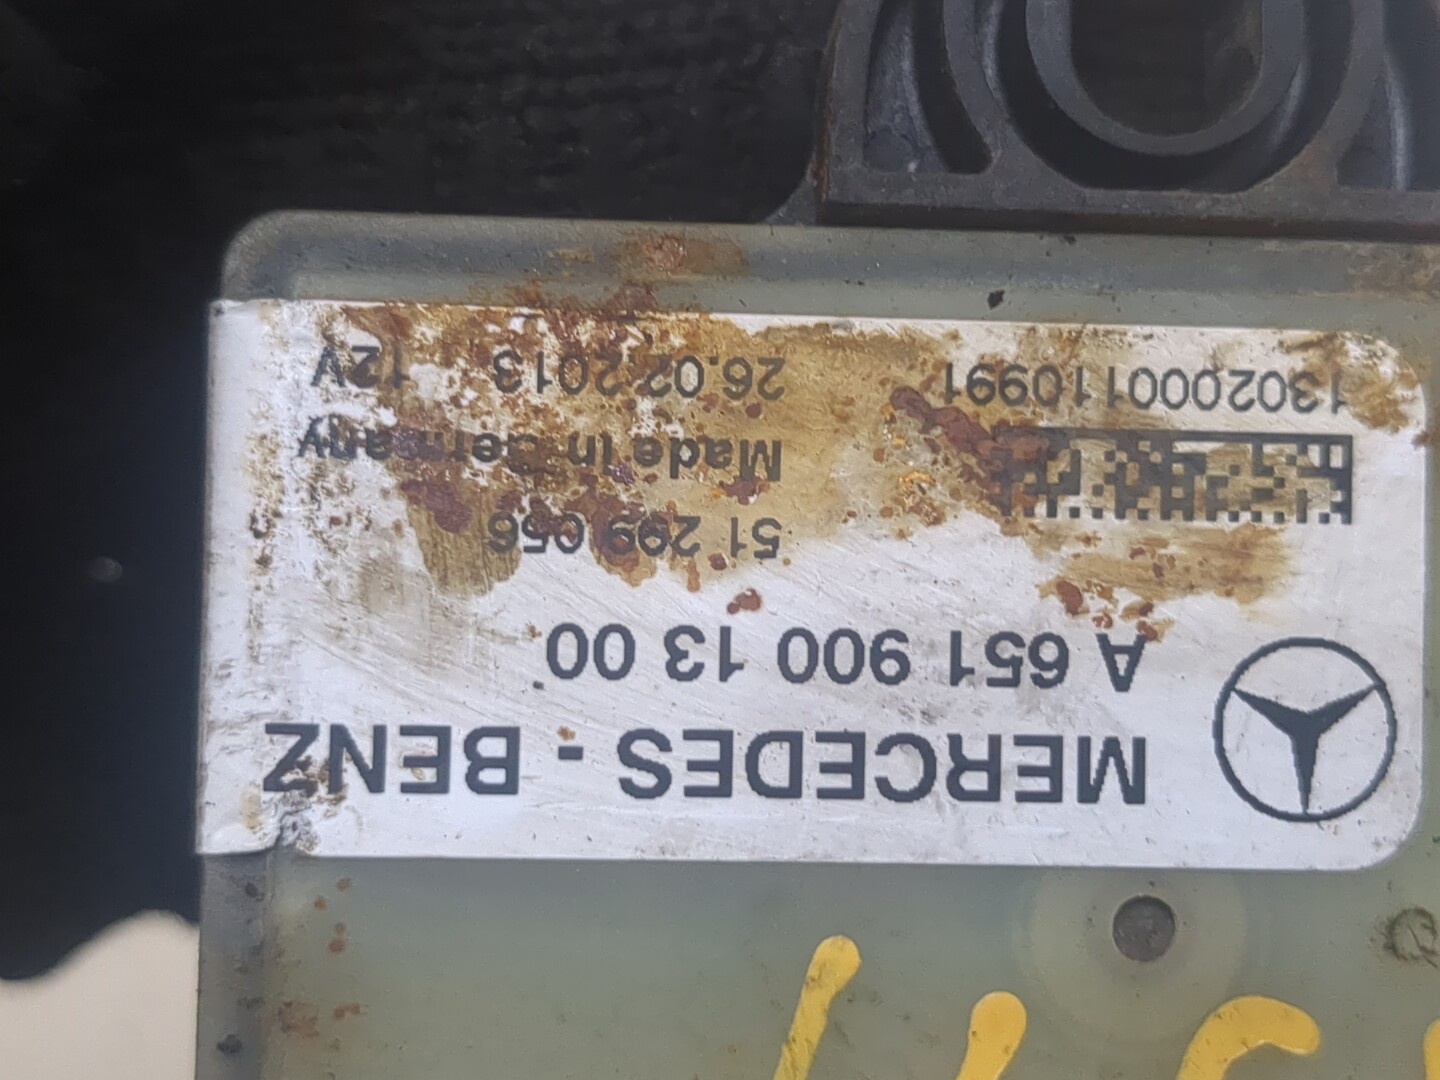 MERCEDES - BENZ
A 651 900 13 00
51 299 056
Made in Germany
26.02.2013 12V
1302000110991